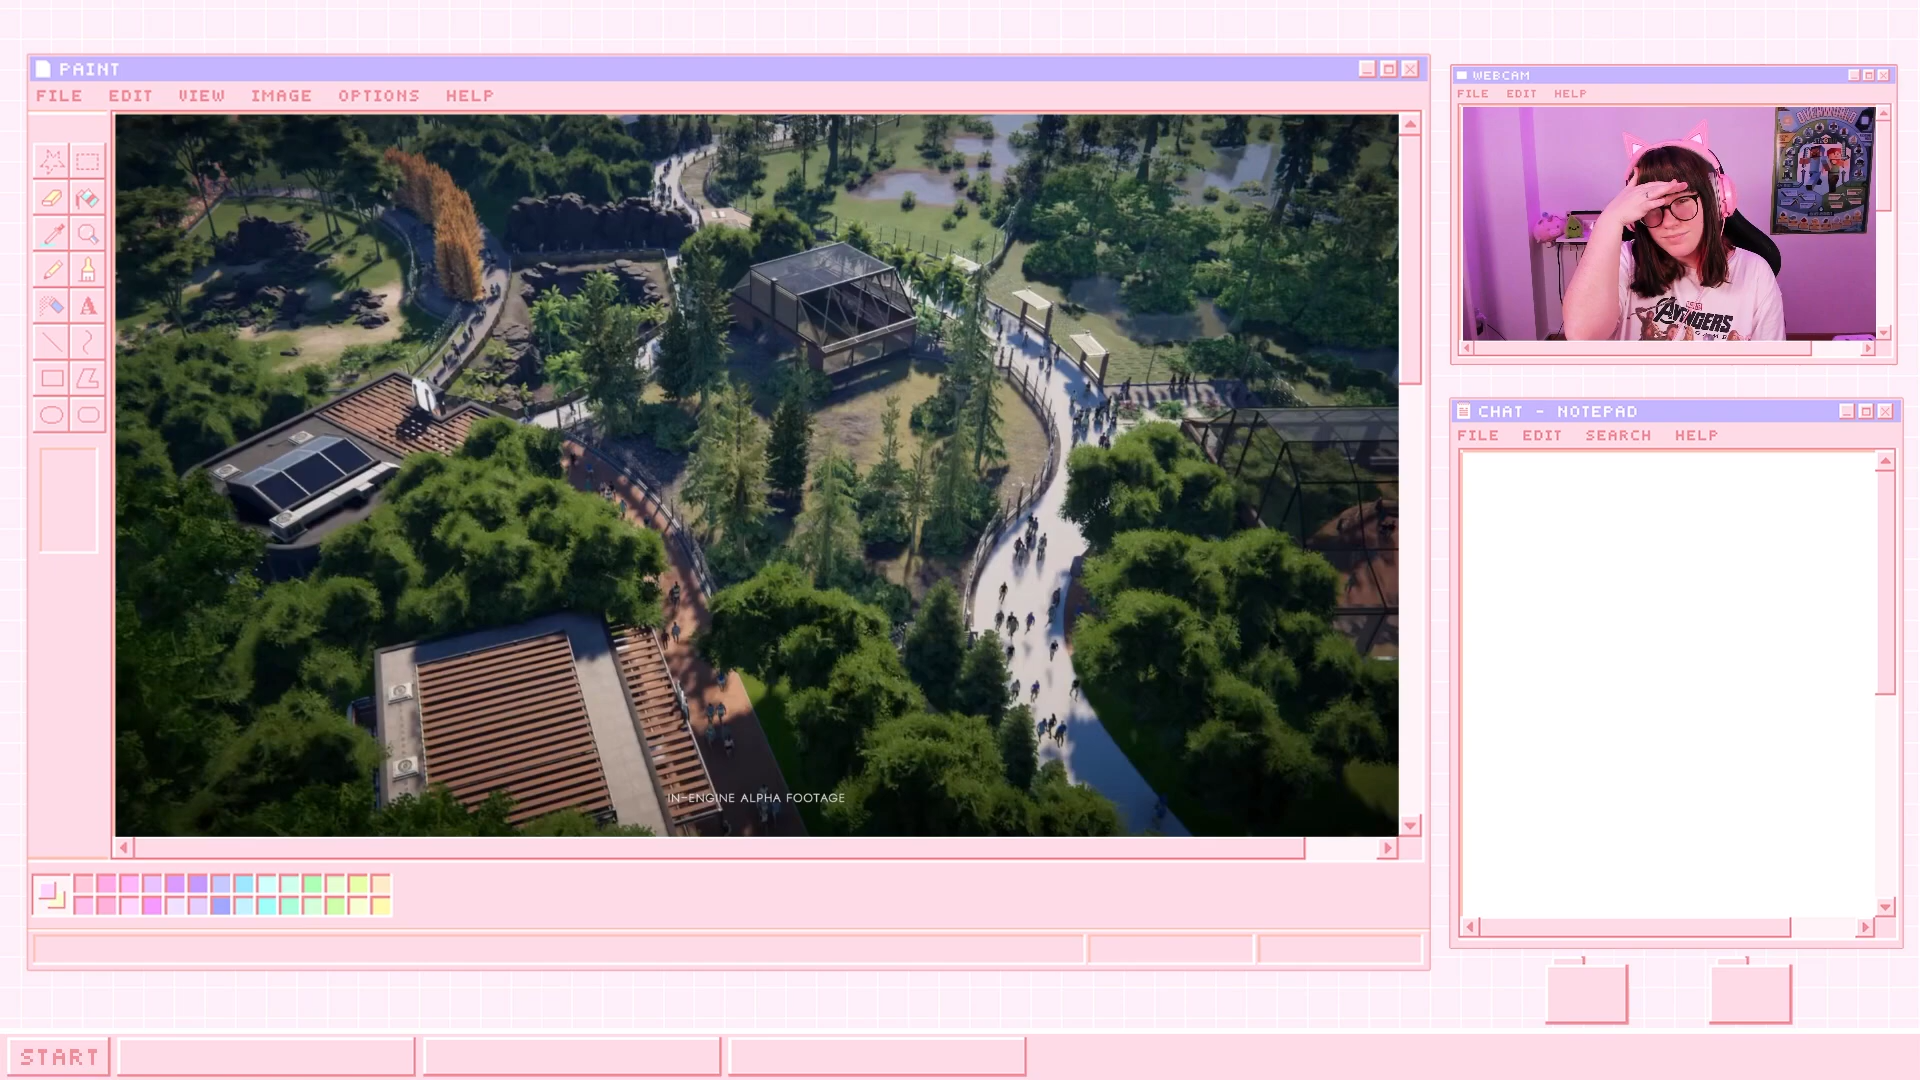 PAINT
FILE EDIT VIEW IMAGE OPTIONS HELP
A
IN-ENGINE ALPHA FOOTAGE
WEBCAM
FILE EDIT HELP
OVERWORLD
AVENGERS
CHAT - NOTEPAD
FILE EDIT SEARCH HELP
START